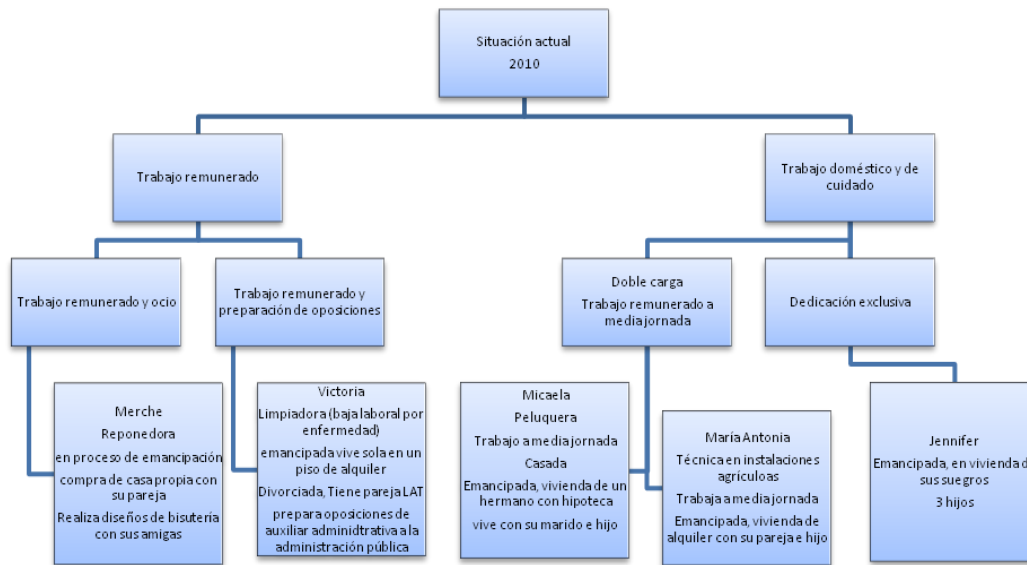 Situación actual
2010
Trabajo remunerado
Trabajo doméstico y de
cuidado
Trabajo remunerado y ocio
Trabajo remunerado y
preparación de oposiciones
Doble carga
Trabajo remunerado a
media jornada
Dedicación exclusiva
Merche
Reponedora
en proceso de emancipación
compra de casa propia con
su pareja
Realiza diseños de bisutería
con sus amigas
Victoria
Limpiadora (baja laboral por
enfermedad)
emancipada vive sola en un
piso de alquiler
Divorciada, Tiene pareja LAT
prepara oposiciones de
auxiliar adminidtrativa a la
administración pública
Micaela
Peluquera
Trabajo a media jornada
Casada
Emancipada, vivienda de un
hermano con hipoteca
vive con su marido e hijo
María Antonia
Técnica en instalaciones
agrículoas
Trabaja a media jornada
Emancipada, vivienda de
alquiler con su pareja e hijo
Jennifer
Emancipada, en vivienda de
sus suegros
3 hijos